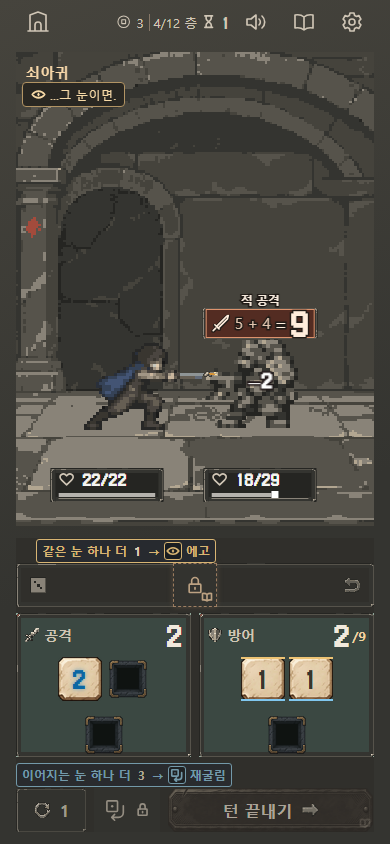 3 4/12 층 1
쇠아귀
...그 눈이면.
적 공격
5 + 4 = 9
-2
22/22
18/29
같은 눈 하나 더 1 → 에고
공격 2
방어 2/9
2
1 1
이어지는 눈 하나 더 3 → 재굴림
1
턴 끝내기 ⇒